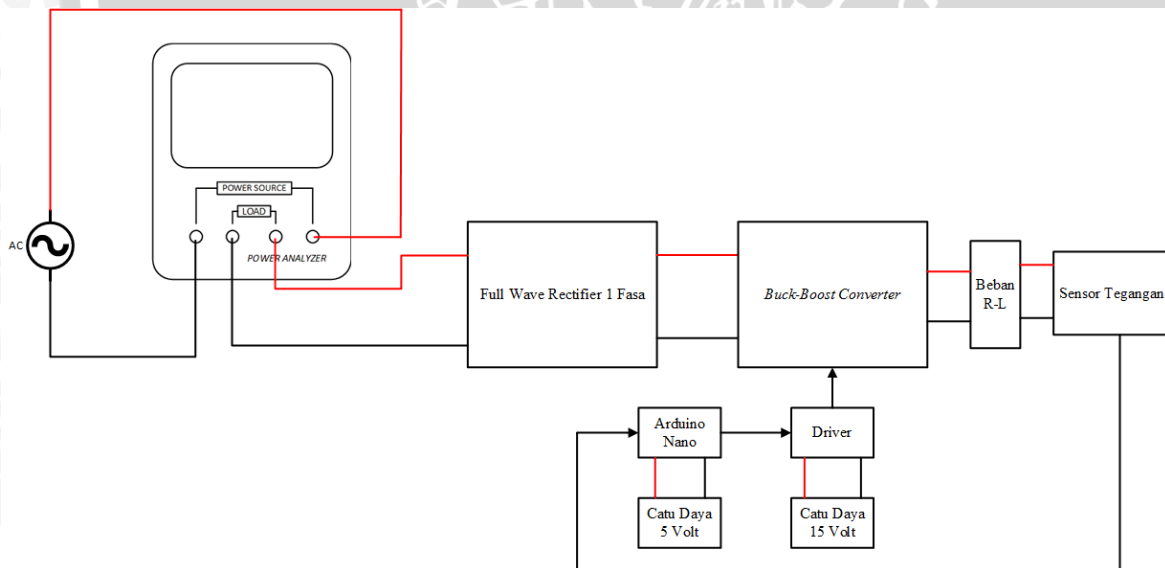 POWER SOURCE
LOAD
AC
POWER ANALYZER
Full Wave Rectifier 1 Fasa
Buck-Boost Converter
Beban
R-L
Sensor Tegangan
Arduino
Nano
Driver
Catu Daya
5 Volt
Catu Daya
15 Volt